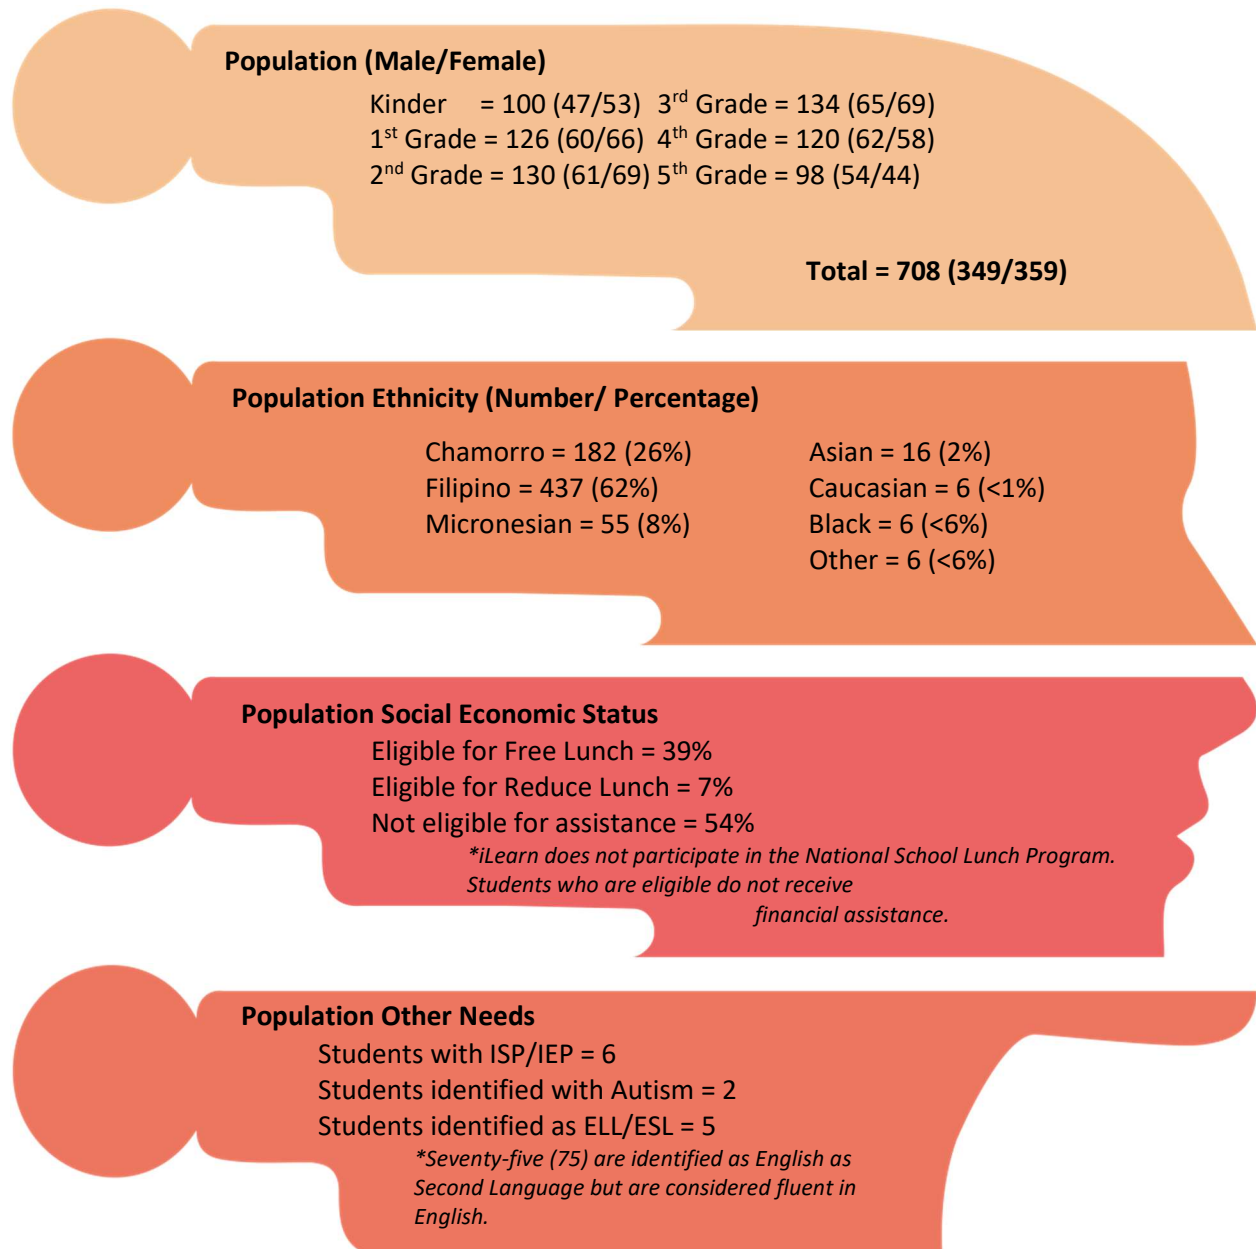 Population (Male/Female)
Kinder = 100 (47/53) 3rd Grade = 134 (65/69)
1st Grade = 126 (60/66) 4th Grade = 120 (62/58)
2nd Grade = 130 (61/69) 5th Grade = 98 (54/44)
Total = 708 (349/359)
Population Ethnicity (Number/ Percentage)
Chamorro = 182 (26%)
Filipino = 437 (62%)
Micronesian = 55 (8%)
Asian = 16 (2%)
Caucasian = 6 (<1%)
Black = 6 (<6%)
Other = 6 (<6%)
Population Social Economic Status
Eligible for Free Lunch = 39%
Eligible for Reduce Lunch = 7%
Not eligible for assistance = 54%
*iLearn does not participate in the National School Lunch Program.
Students who are eligible do not receive
financial assistance.
Population Other Needs
Students with ISP/IEP = 6
Students identified with Autism = 2
Students identified as ELL/ESL = 5
*Seventy-five (75) are identified as English as
Second Language but are considered fluent in
English.